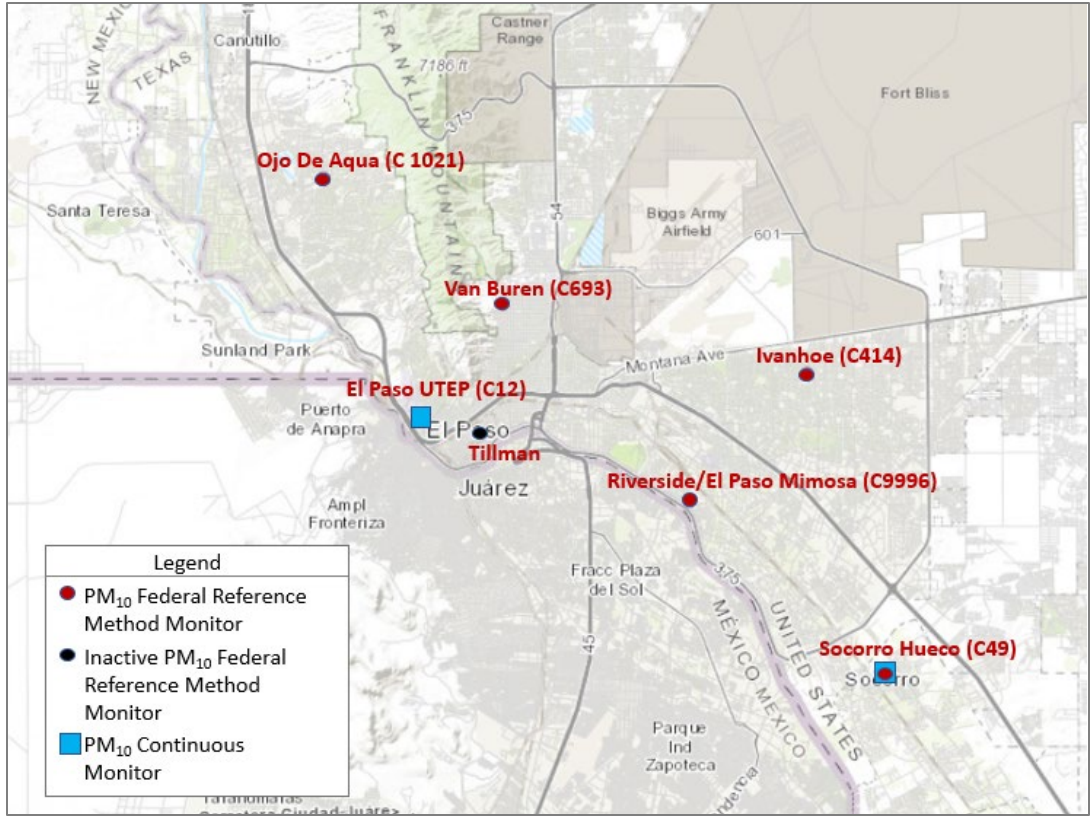 Castner
Range
NEW MEXICO
TEXAS
Canutillo
FRANKLIN MOUNTAINS
7186 ft
375
Fort Bliss
Ojo De Aqua (C 1021)
Santa Teresa
54
Biggs Army
Airfield
601
Van Buren (C693)
Sunland Park
Montana Ave
Ivanhoe (C414)
El Paso UTEP (C12)
Puerto
de Anapra
El Paso
Tillman
Juárez
Riverside/El Paso Mimosa (C9996)
Ampl
Fronteriza
Fracc Plaza
del Sol
375
45
MÉXICO
MEXICO
UNITED STATES
Socorro Hueco (C49)
Socorro
Parque
Ind
Zapoteca
Legend
PM₁₀ Federal Reference
Method Monitor
Inactive PM₁₀ Federal
Reference Method
Monitor
PM₁₀ Continuous
Monitor